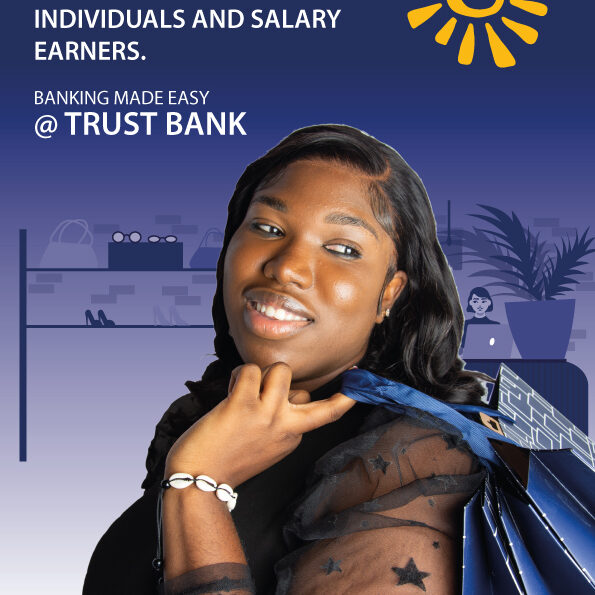 INDIVIDUALS AND SALARY
EARNERS.
BANKING MADE EASY
@ TRUST BANK